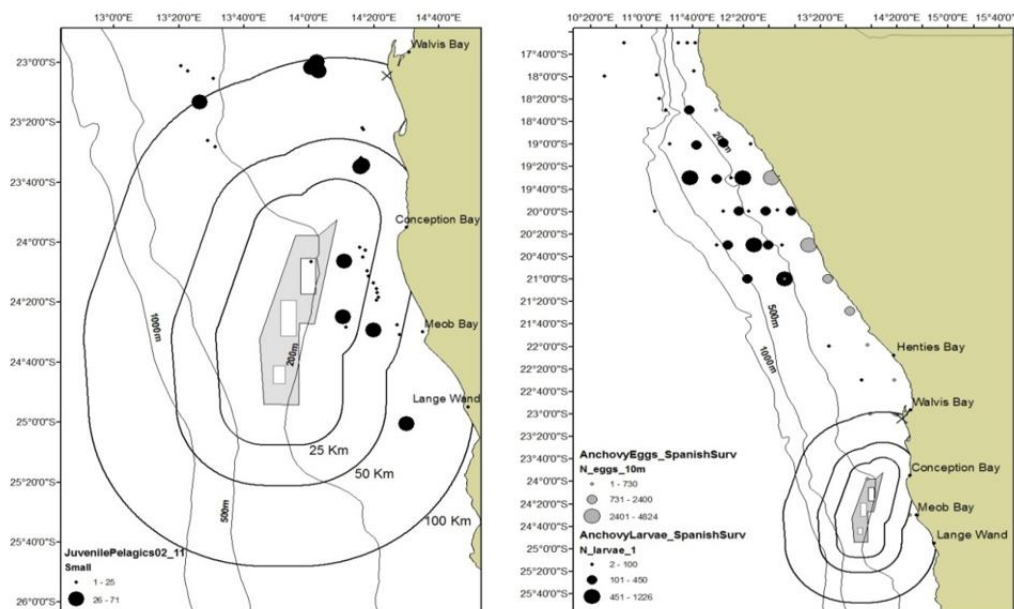 13°0'0"E 13°20'0"E 13°40'0"E 14°0'0"E 14°20'0"E 14°40'0"E
Walvis Bay
23°0'0"S
23°20'0"S
23°40'0"S
Conception Bay
24°0'0"S
24°20'0"S
1000m
Meob Bay
200m
24°40'0"S
Lange Wand
25°0'0"S
25 Km
50 Km
25°20'0"S
500m
100 Km
25°40'0"S
JuvenilePelagics02_11
Small
1 - 25
26°0'0"S
26 - 71
10°20'0"E 11°0'0"E 11°40'0"E 12°20'0"E 13°20'0"E 14°20'0"E 15°0'0"E 15°40'0"E
17°40'0"S
18°0'0"S
18°20'0"S
18°40'0"S
19°0'0"S
19°20'0"S
19°40'0"S
20°0'0"S
20°20'0"S
20°40'0"S
21°0'0"S
21°20'0"S
500m
21°40'0"S
1000m
22°0'0"S
Henties Bay
22°20'0"S
22°40'0"S
Walvis Bay
23°0'0"S
23°20'0"S
23°40'0"S
Conception Bay
AnchovyEggs_SpanishSurv
24°0'0"S
N_eggs_10m
24°20'0"S
1 - 730
731 - 2400
Meob Bay
24°40'0"S
2401 - 4824
Lange Wand
25°0'0"S
AnchovyLarvae_SpanishSurv
N_larvae_1
25°20'0"S
2 - 100
101 - 450
25°40'0"S
451 - 1226